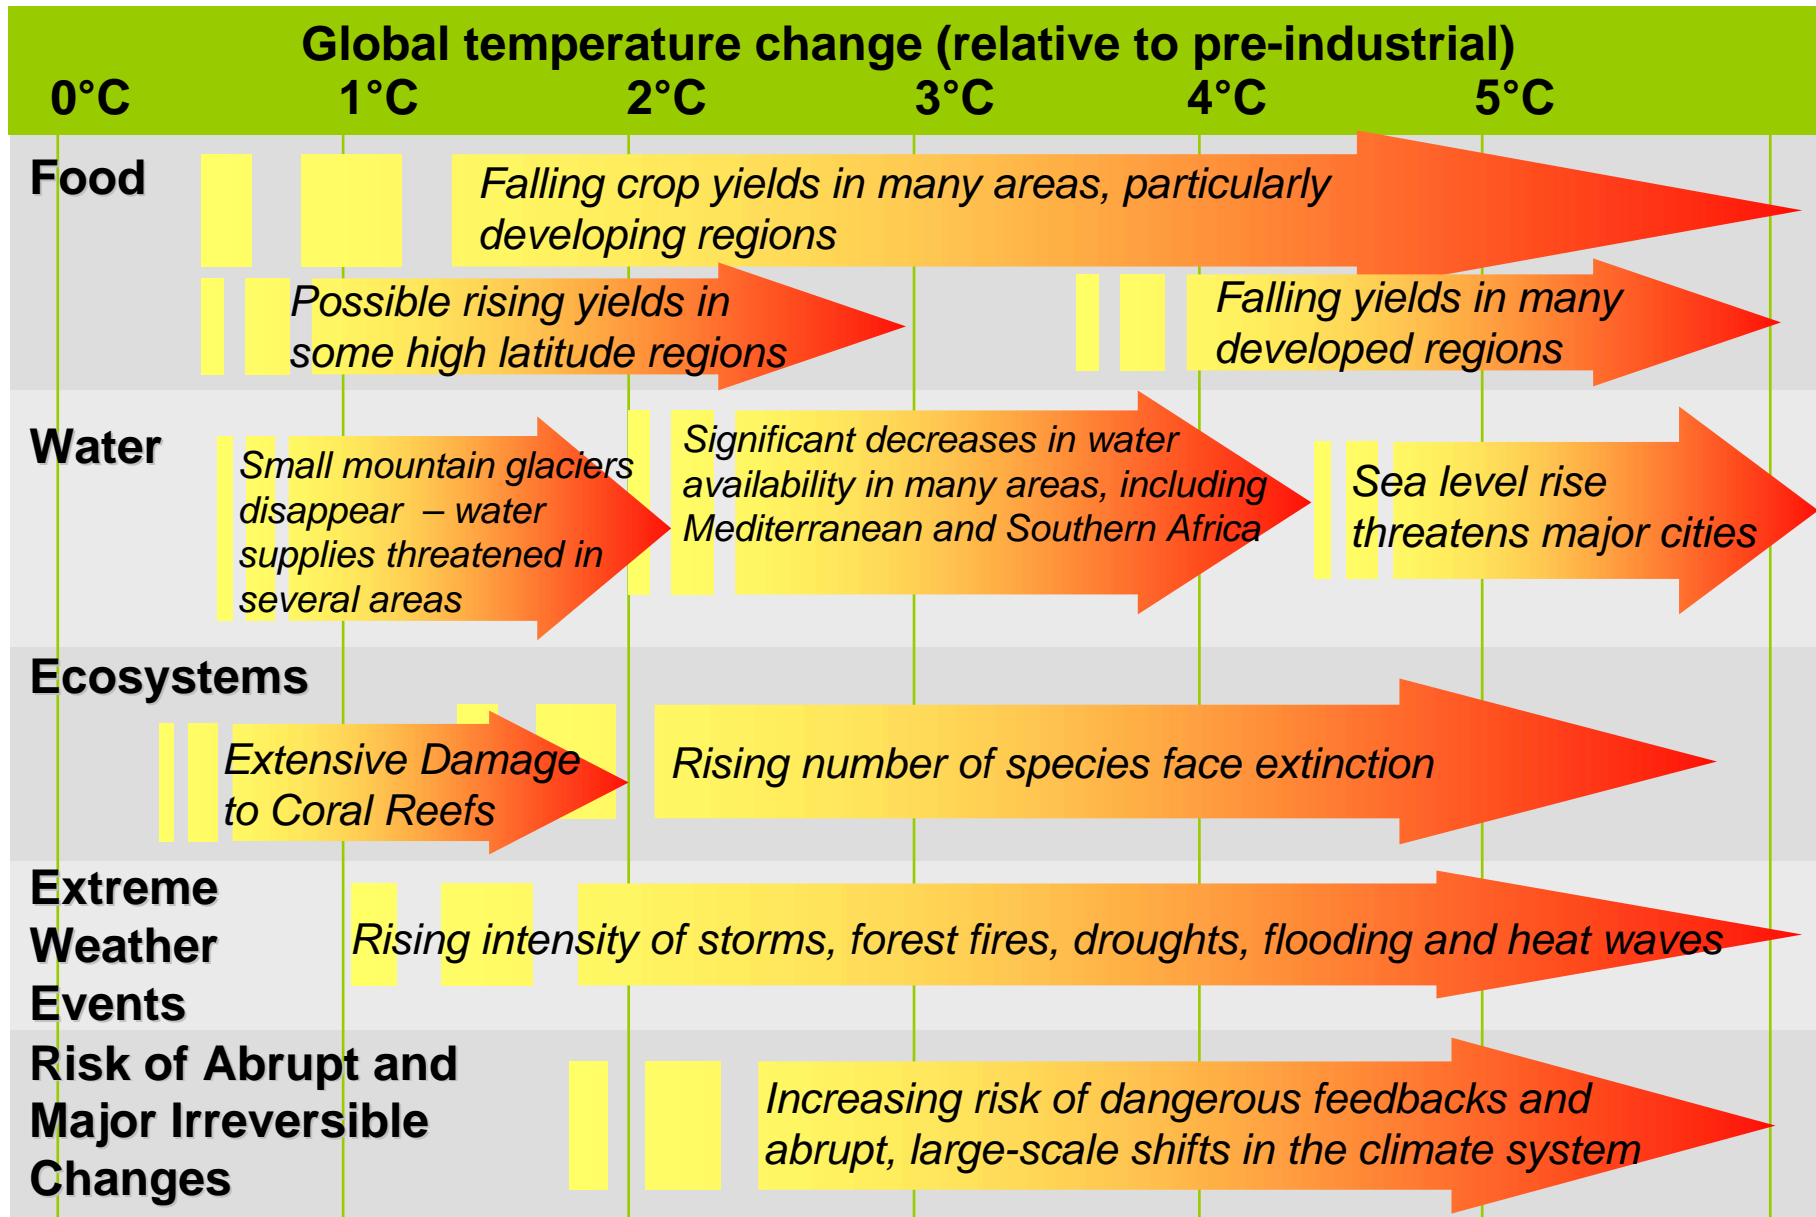 Global temperature change (relative to pre-industrial)
0°C 1°C 2°C 3°C 4°C 5°C
Food
Falling crop yields in many areas, particularly
developing regions
Possible rising yields in
some high latitude regions
Falling yields in many
developed regions
Water
Small mountain glaciers
disappear – water
supplies threatened in
several areas
Significant decreases in water
availability in many areas, including
Mediterranean and Southern Africa
Sea level rise
threatens major cities
Ecosystems
Extensive Damage
to Coral Reefs
Rising number of species face extinction
Extreme
Weather
Events
Rising intensity of storms, forest fires, droughts, flooding and heat waves
Risk of Abrupt and
Major Irreversible
Changes
Increasing risk of dangerous feedbacks and
abrupt, large-scale shifts in the climate system